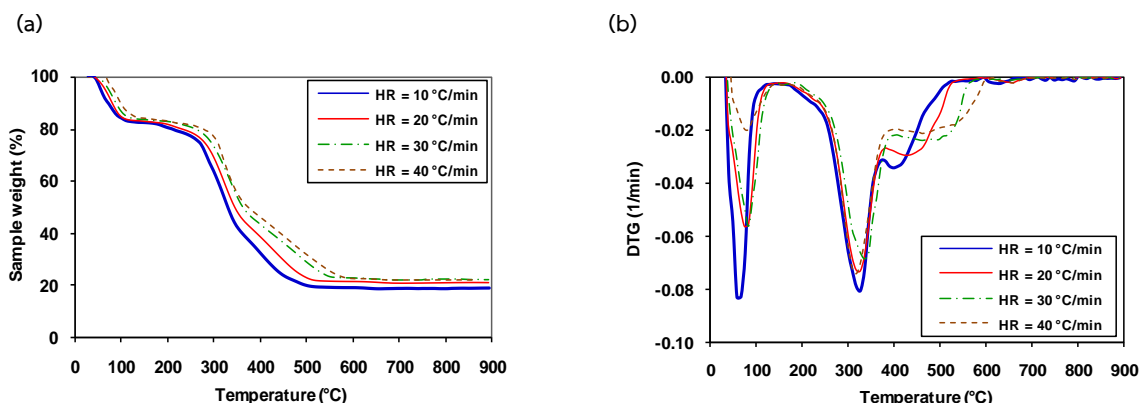 (a)
(b)
100
80
60
40
20
0
Sample weight (%)
HR = 10 °C/min
HR = 20 °C/min
HR = 30 °C/min
HR = 40 °C/min
0 100 200 300 400 500 600 700 800 900
Temperature (°C)
0.00
-0.02
-0.04
-0.06
-0.08
-0.10
DTG (1/min)
HR = 10 °C/min
HR = 20 °C/min
HR = 30 °C/min
HR = 40 °C/min
0 100 200 300 400 500 600 700 800 900
Temperature (°C)